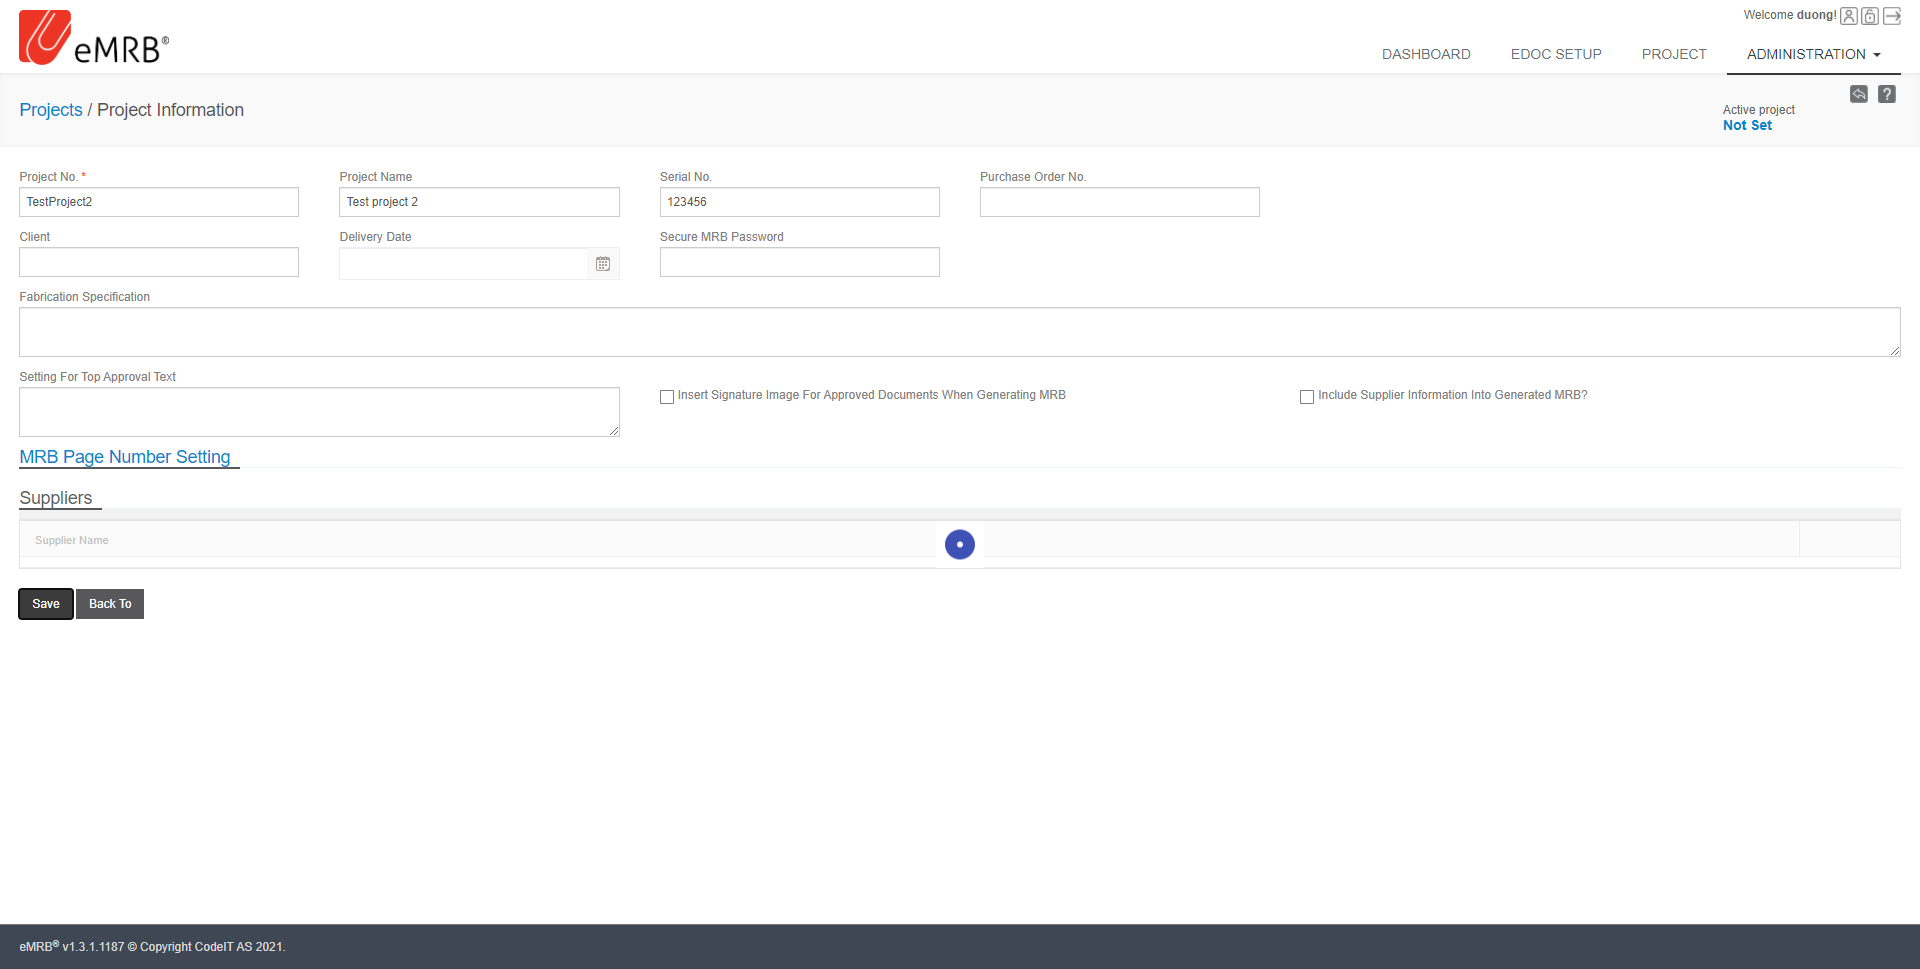 eMRB®
Welcome duong!
DASHBOARD
EDOC SETUP
PROJECT
ADMINISTRATION
Projects / Project Information
?
Active project
Not Set
Project No. *
Project Name
Serial No.
Purchase Order No.
TestProject2
Test project 2
123456
Client
Delivery Date
Secure MRB Password
Fabrication Specification
Setting For Top Approval Text
Insert Signature Image For Approved Documents When Generating MRB
Include Supplier Information Into Generated MRB?
MRB Page Number Setting
Suppliers
Supplier Name
Save
Back To
eMRB® v1.3.1.1187 © Copyright CodeIT AS 2021.